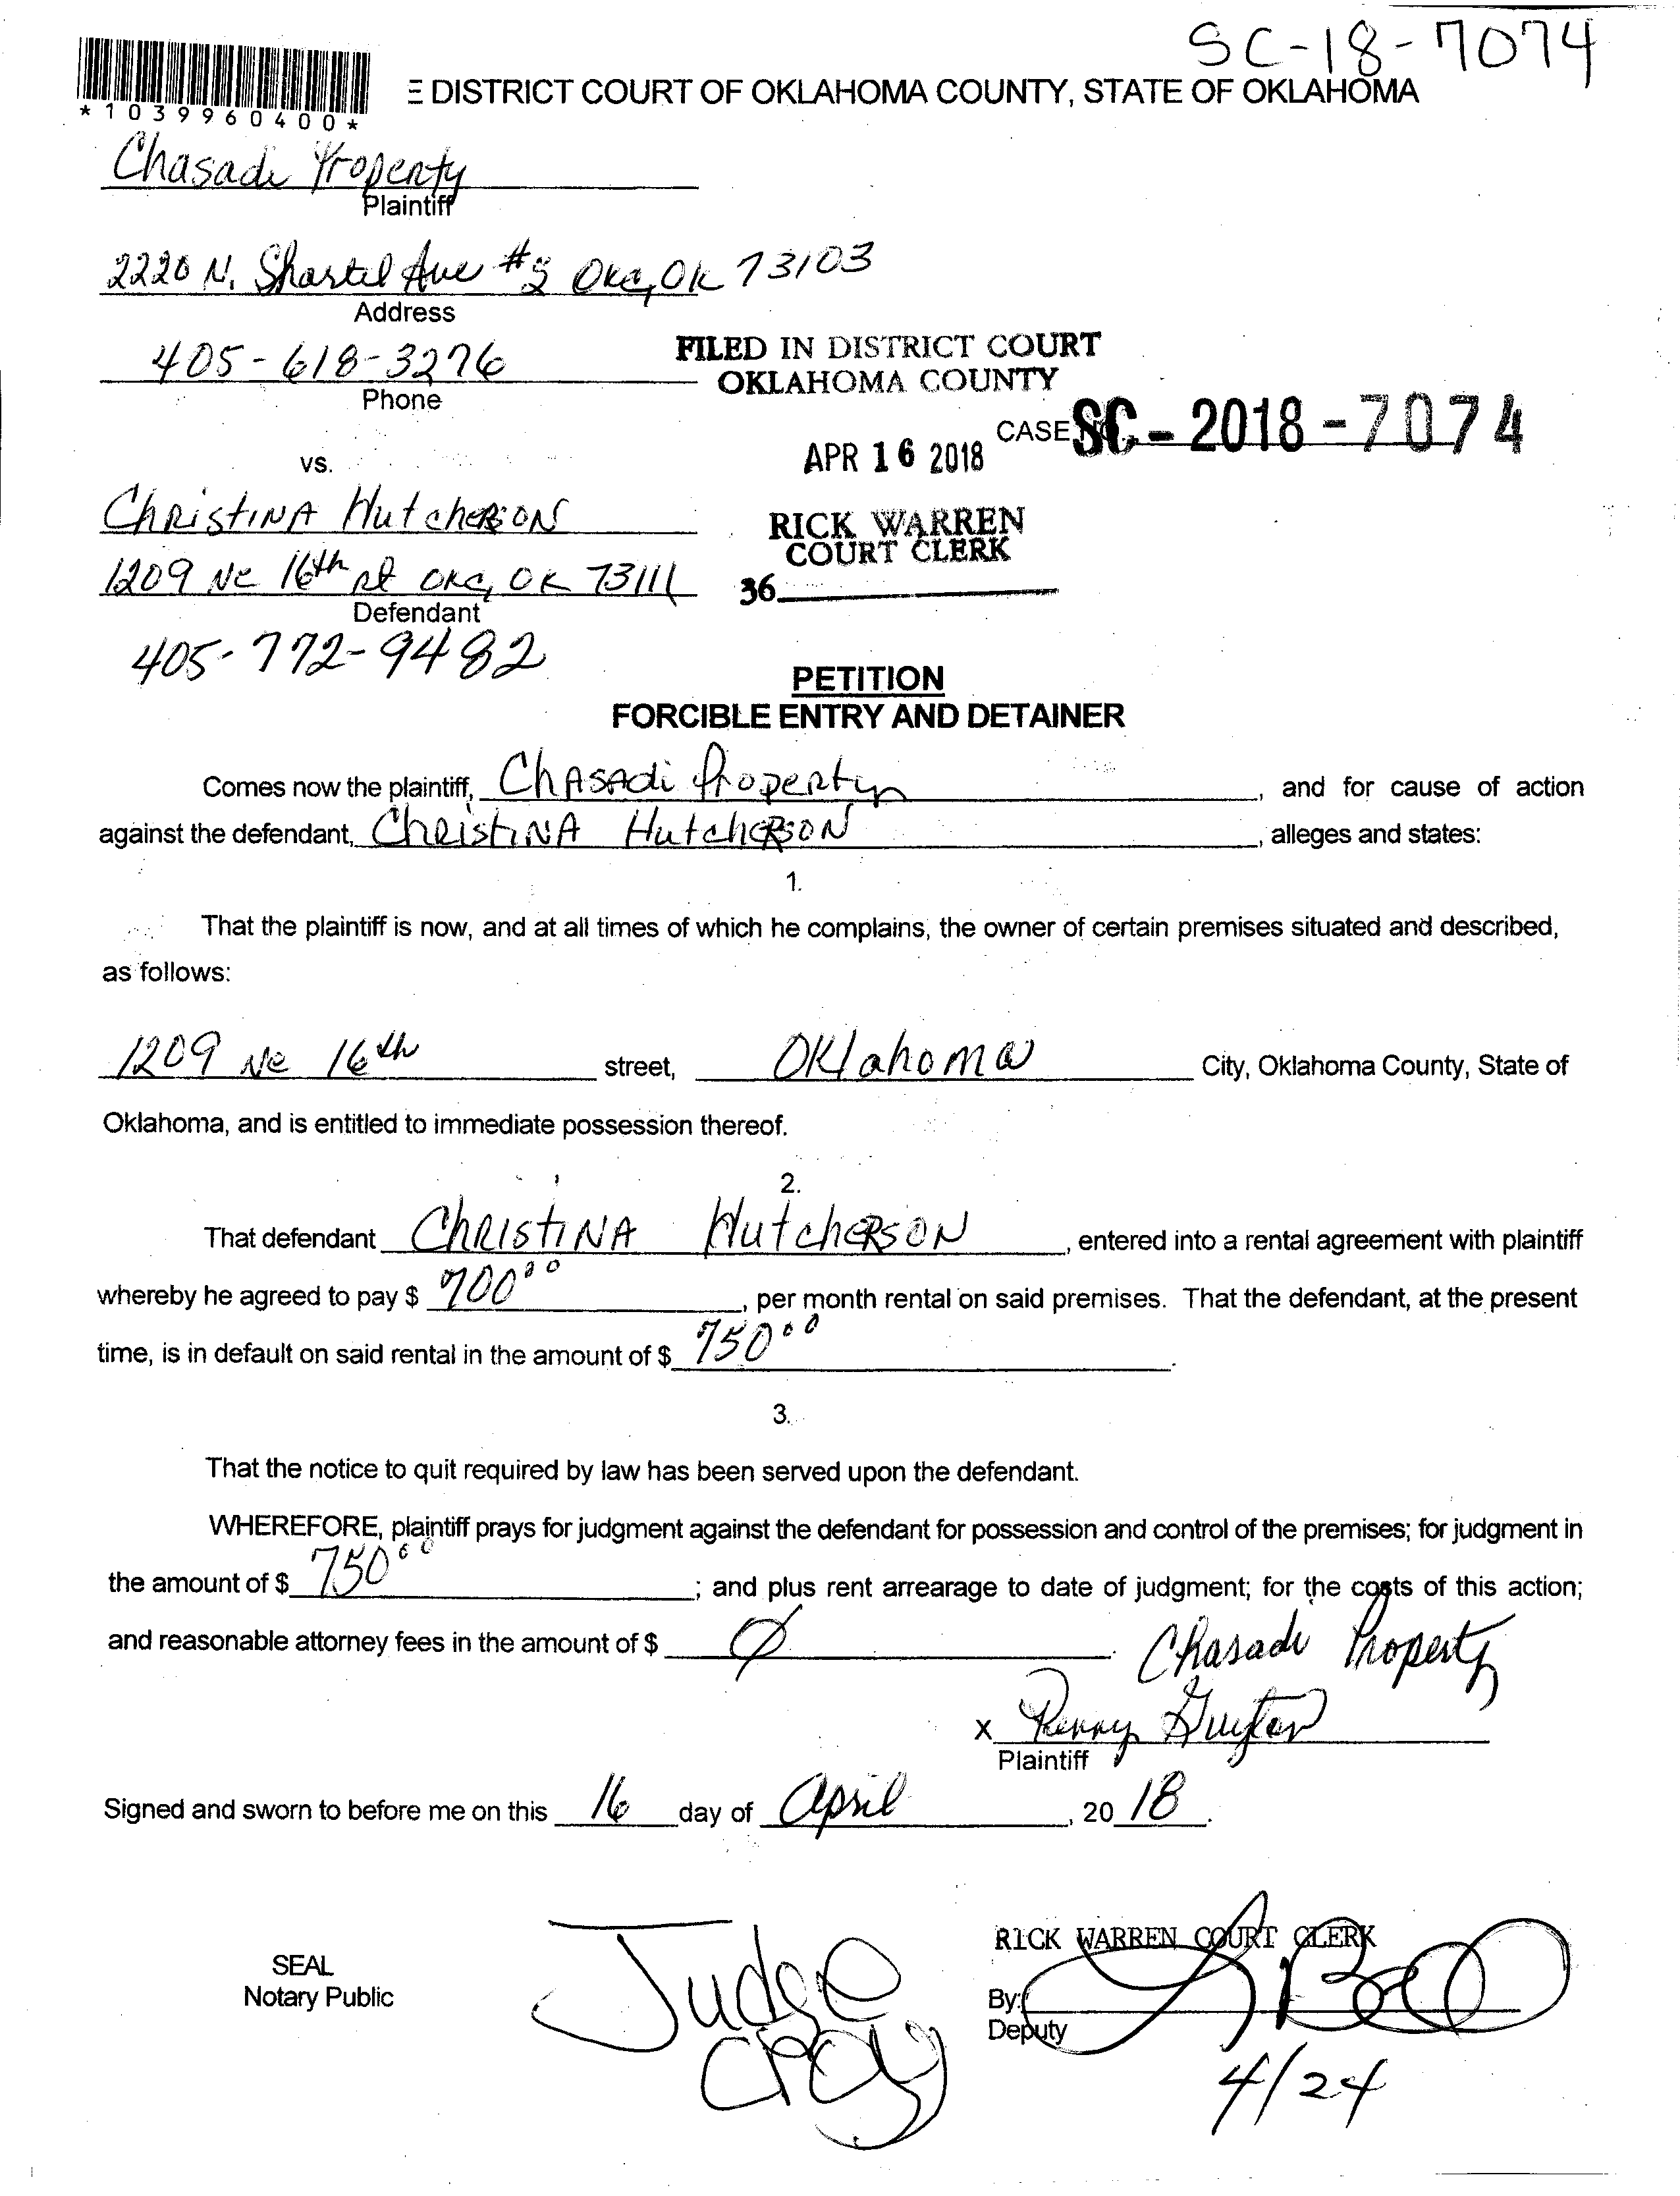 SC-18-7074
E DISTRICT COURT OF OKLAHOMA COUNTY, STATE OF OKLAHOMA
*1039960400*
Chasadi Property
Plaintiff
2220 N. Shartel Ave # OKC, OK 73103
Address
405-618-3276
Phone
FILED IN DISTRICT COURT
OKLAHOMA COUNTY
CASE SC-2018-7074
APR 16 2018
vs.
Christina Hutcherson
RICK WARREN
COURT CLERK
1209 Ne 16th st OKC, OK 73111
36
Defendant
405-772-9482
PETITION
FORCIBLE ENTRY AND DETAINER
Comes now the plaintiff, Chasadi Property, and for cause of action
against the defendant, Christina Hutcherson, alleges and states:
1.
That the plaintiff is now, and at all times of which he complains, the owner of certain premises situated and described,
as follows:
1209 Ne 16th street, Oklahoma City, Oklahoma County, State of
Oklahoma, and is entitled to immediate possession thereof.
2.
That defendant Christina Hutcherson, entered into a rental agreement with plaintiff
whereby he agreed to pay $ 700 00, per month rental on said premises. That the defendant, at the present
time, is in default on said rental in the amount of $ 750 00.
3.
That the notice to quit required by law has been served upon the defendant.
WHEREFORE, plaintiff prays for judgment against the defendant for possession and control of the premises; for judgment in
the amount of $ 750 00; and plus rent arrearage to date of judgment; for the costs of this action;
and reasonable attorney fees in the amount of $ Ø.
Chasadi Property
x Penny Guyton
Plaintiff
Signed and sworn to before me on this 16 day of April, 20 18.
RICK WARREN COURT CLERK
SEAL
Notary Public
Judge
By:
Deputy
4/24